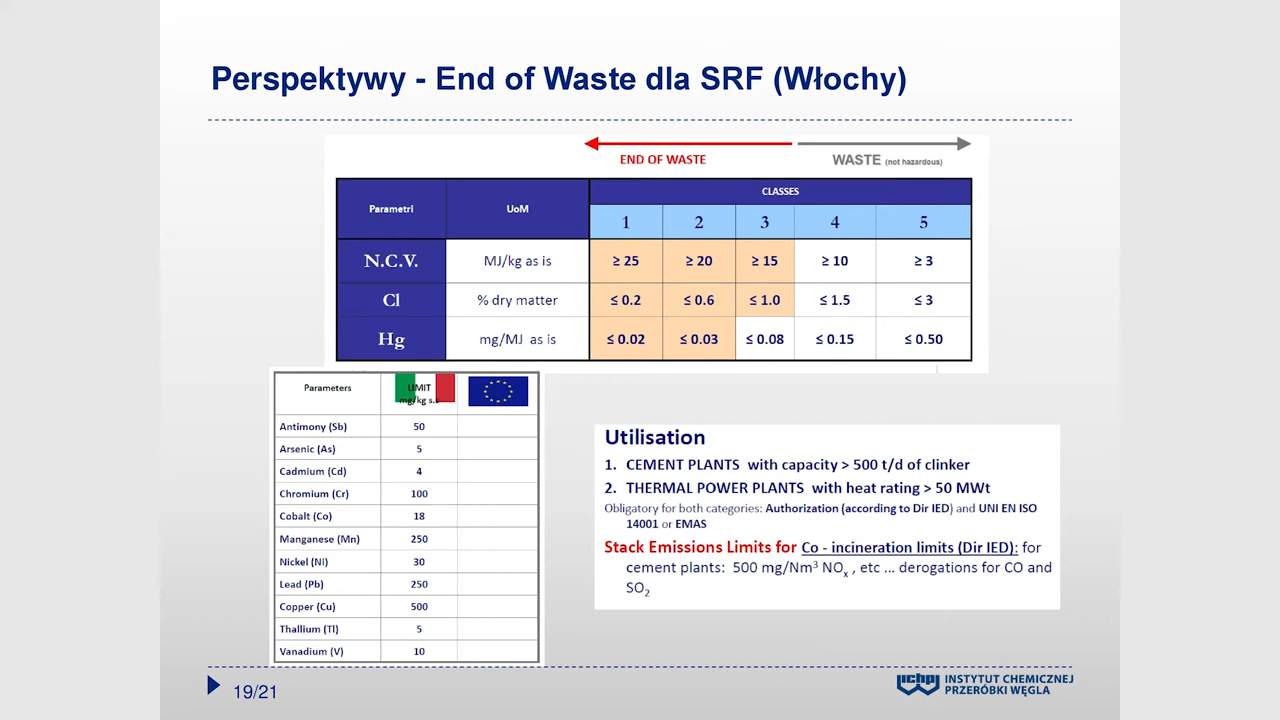 Perspektywy - End of Waste dla SRF (Włochy)
END OF WASTE
WASTE (not hazardous)
Parametri UoM CLASSES
1 2 3 4 5
N.C.V. MJ/kg as is ≥ 25 ≥ 20 ≥ 15 ≥ 10 ≥ 3
Cl % dry matter ≤ 0.2 ≤ 0.6 ≤ 1.0 ≤ 1.5 ≤ 3
Hg mg/MJ as is ≤ 0.02 ≤ 0.03 ≤ 0.08 ≤ 0.15 ≤ 0.50
Parameters LIMIT
mg/kg s.s
Antimony (Sb) 50
Arsenic (As) 5
Cadmium (Cd) 4
Chromium (Cr) 100
Cobalt (Co) 18
Manganese (Mn) 250
Nickel (Ni) 30
Lead (Pb) 250
Copper (Cu) 500
Thallium (Tl) 5
Vanadium (V) 10
Utilisation
1. CEMENT PLANTS with capacity > 500 t/d of clinker
2. THERMAL POWER PLANTS with heat rating > 50 MWt
Obligatory for both categories: Authorization (according to Dir IED) and UNI EN ISO
14001 or EMAS
Stack Emissions Limits for Co - incineration limits (Dir IED): for
cement plants: 500 mg/Nm³ NOₓ , etc ... derogations for CO and
SO₂
19/21
ichpw
INSTYTUT CHEMICZNEJ
PRZERÓBKI WĘGLA